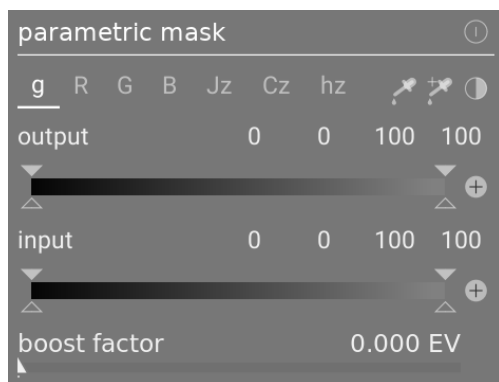 parametric mask
g R G B Jz Cz hz
output 0 0 100 100
input 0 0 100 100
boost factor 0.000 EV